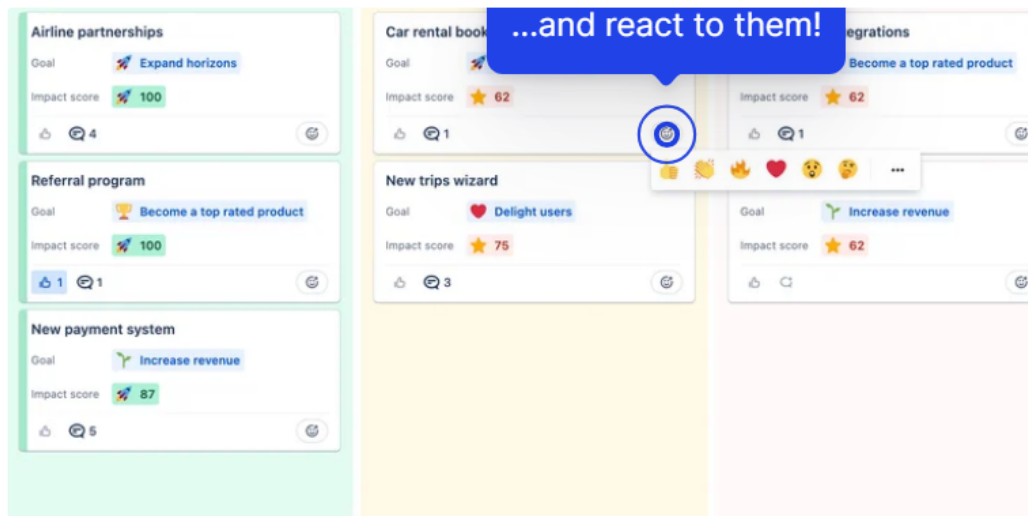 ...and react to them!
Airline partnerships
Goal Expand horizons
Impact score 100
4
Referral program
Goal Become a top rated product
Impact score 100
1 1
New payment system
Goal Increase revenue
Impact score 87
5
Car rental book
Goal
Impact score 62
1
New trips wizard
Goal Delight users
Impact score 75
3
egrations
Become a top rated product
Impact score 62
1
Goal Increase revenue
Impact score 62